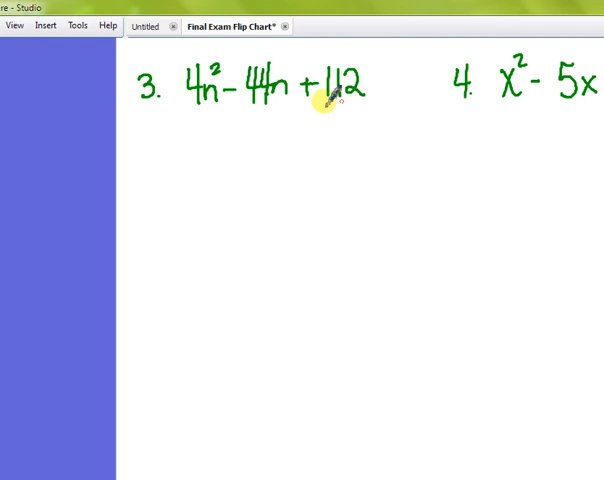 re - Studio
View Insert Tools Help Untitled Final Exam Flip Chart*
3. 4n² - 44n + 112 4. x² - 5x